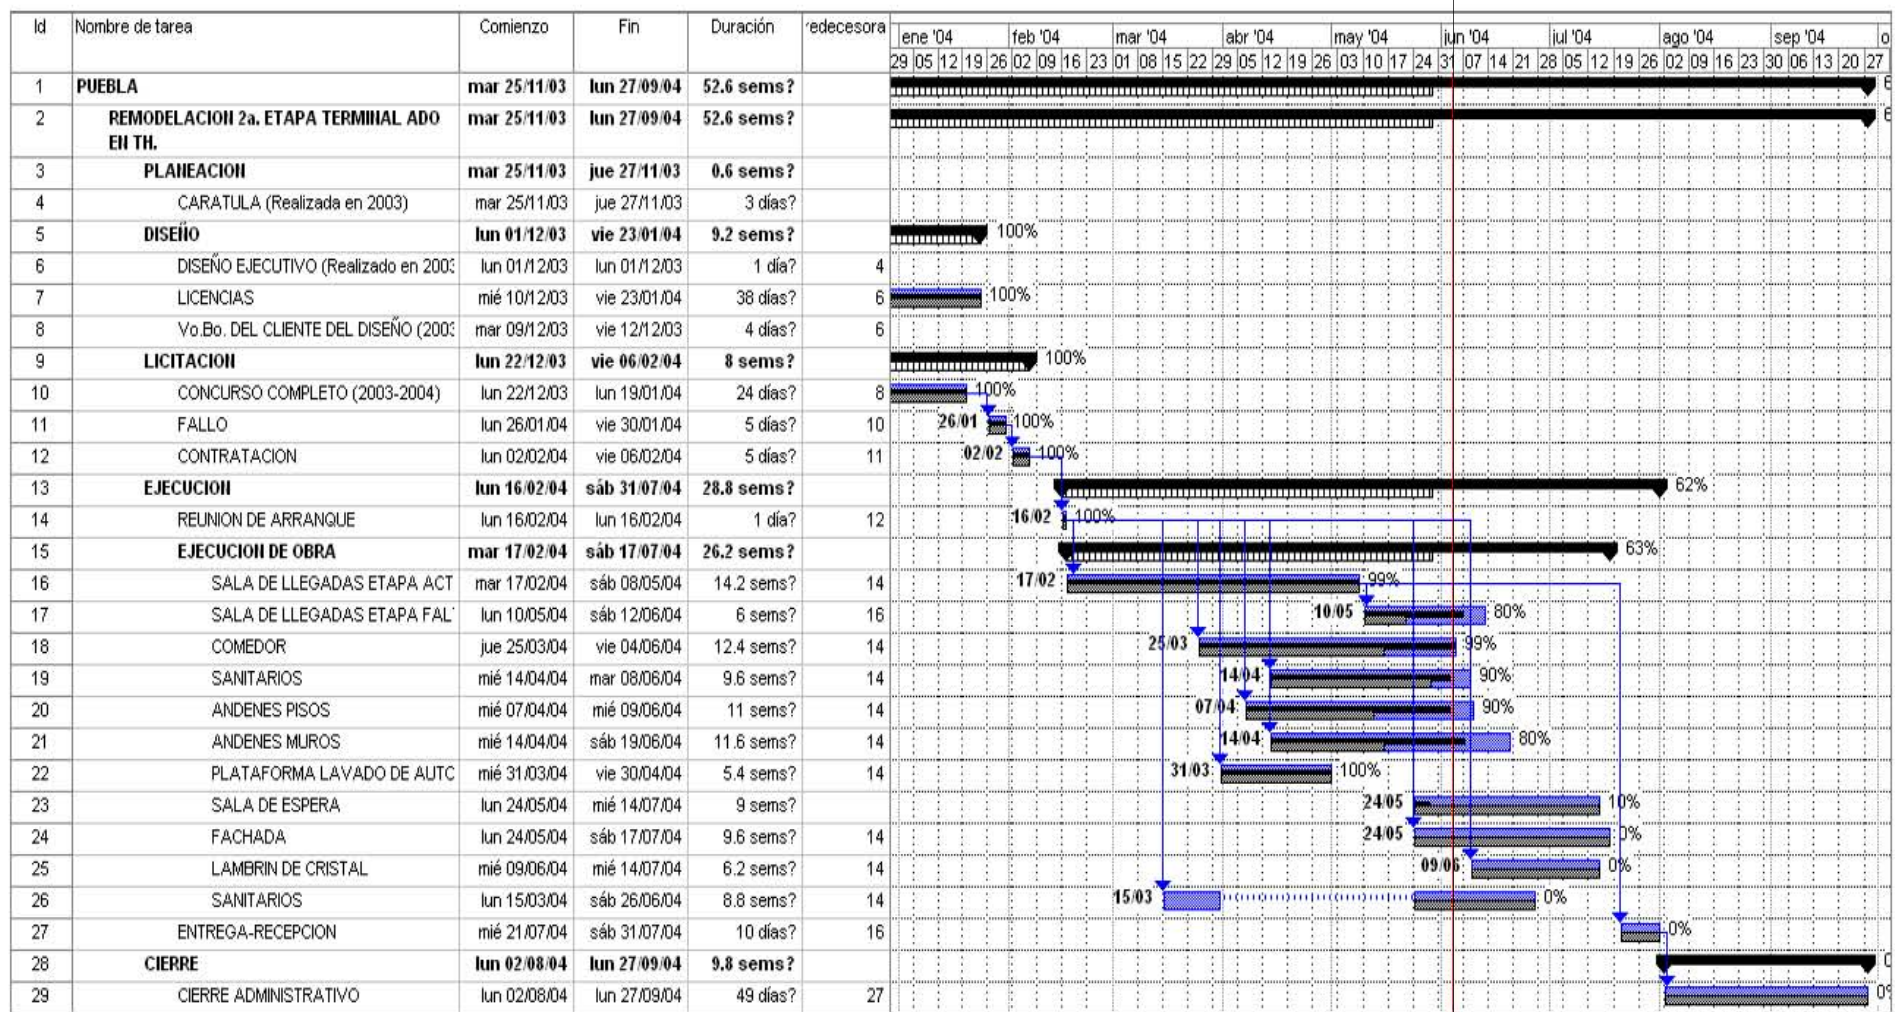 Id Nombre de tarea Comienzo Fin Duración redecesora
ene '04 feb '04 mar '04 abr '04 may '04 jun '04 jul '04 ago '04 sep '04 o
29 05 12 19 26 02 09 16 23 01 08 15 22 29 05 12 19 26 03 10 17 24 31 07 14 21 28 05 12 19 26 02 09 16 23 30 06 13 20 27
1 PUEBLA mar 25/11/03 lun 27/09/04 52.6 sems? 6
2 REMODELACION 2a. ETAPA TERMINAL ADO mar 25/11/03 lun 27/09/04 52.6 sems? 6
EN TH.
3 PLANEACION mar 25/11/03 jue 27/11/03 0.6 sems?
4 CARATULA (Realizada en 2003) mar 25/11/03 jue 27/11/03 3 días?
5 DISEÑO lun 01/12/03 vie 23/01/04 9.2 sems? 100%
6 DISEÑO EJECUTIVO (Realizado en 2003 lun 01/12/03 lun 01/12/03 1 día? 4
7 LICENCIAS mié 10/12/03 vie 23/01/04 38 días? 6 100%
8 Vo.Bo. DEL CLIENTE DEL DISEÑO (2003 mar 09/12/03 vie 12/12/03 4 días? 6
9 LICITACION lun 22/12/03 vie 06/02/04 8 sems? 100%
10 CONCURSO COMPLETO (2003-2004) lun 22/12/03 lun 19/01/04 24 días? 8 100%
11 FALLO lun 26/01/04 vie 30/01/04 5 días? 10 26/01 100%
12 CONTRATACION lun 02/02/04 vie 06/02/04 5 días? 11 02/02 100%
13 EJECUCION lun 16/02/04 sáb 31/07/04 28.8 sems? 62%
14 REUNION DE ARRANQUE lun 16/02/04 lun 16/02/04 1 día? 12 16/02 100%
15 EJECUCION DE OBRA mar 17/02/04 sáb 17/07/04 26.2 sems? 63%
16 SALA DE LLEGADAS ETAPA ACT mar 17/02/04 sáb 08/05/04 14.2 sems? 14 17/02 99%
17 SALA DE LLEGADAS ETAPA FAL lun 10/05/04 sáb 12/06/04 6 sems? 16 10/05 80%
18 COMEDOR jue 25/03/04 vie 04/06/04 12.4 sems? 14 25/03 99%
19 SANITARIOS mié 14/04/04 mar 08/06/04 9.6 sems? 14 14/04 90%
20 ANDENES PISOS mié 07/04/04 mié 09/06/04 11 sems? 14 07/04 90%
21 ANDENES MUROS mié 14/04/04 sáb 19/06/04 11.6 sems? 14 14/04 80%
22 PLATAFORMA LAVADO DE AUTO mié 31/03/04 vie 30/04/04 5.4 sems? 14 31/03 100%
23 SALA DE ESPERA lun 24/05/04 mié 14/07/04 9 sems? 24/05 10%
24 FACHADA lun 24/05/04 sáb 17/07/04 9.6 sems? 14 24/05 0%
25 LAMBRIN DE CRISTAL mié 09/06/04 mié 14/07/04 6.2 sems? 14 09/06 0%
26 SANITARIOS lun 15/03/04 sáb 26/06/04 8.8 sems? 14 15/03 0%
27 ENTREGA-RECEPCION mié 21/07/04 sáb 31/07/04 10 días? 16 0%
28 CIERRE lun 02/08/04 lun 27/09/04 9.8 sems? 0
29 CIERRE ADMINISTRATIVO lun 02/08/04 lun 27/09/04 49 días? 27 0%